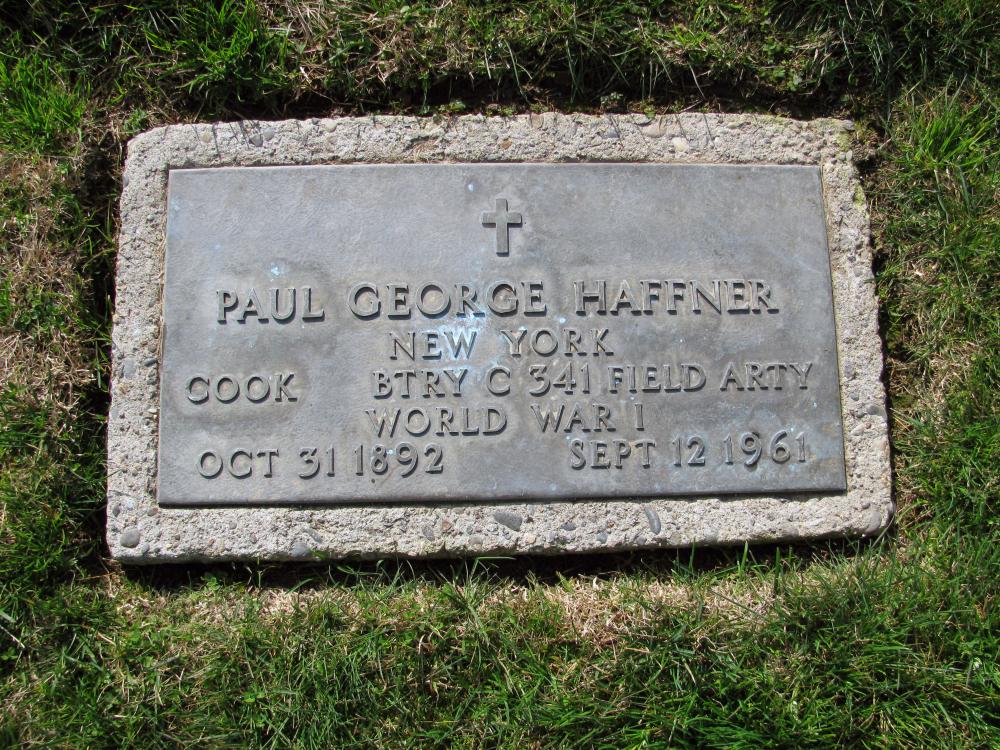 PAUL GEORGE HAFFNER
NEW YORK
COOK BTRY C 341 FIELD ARTY
WORLD WAR I
OCT 31 1892 SEPT 12 1961